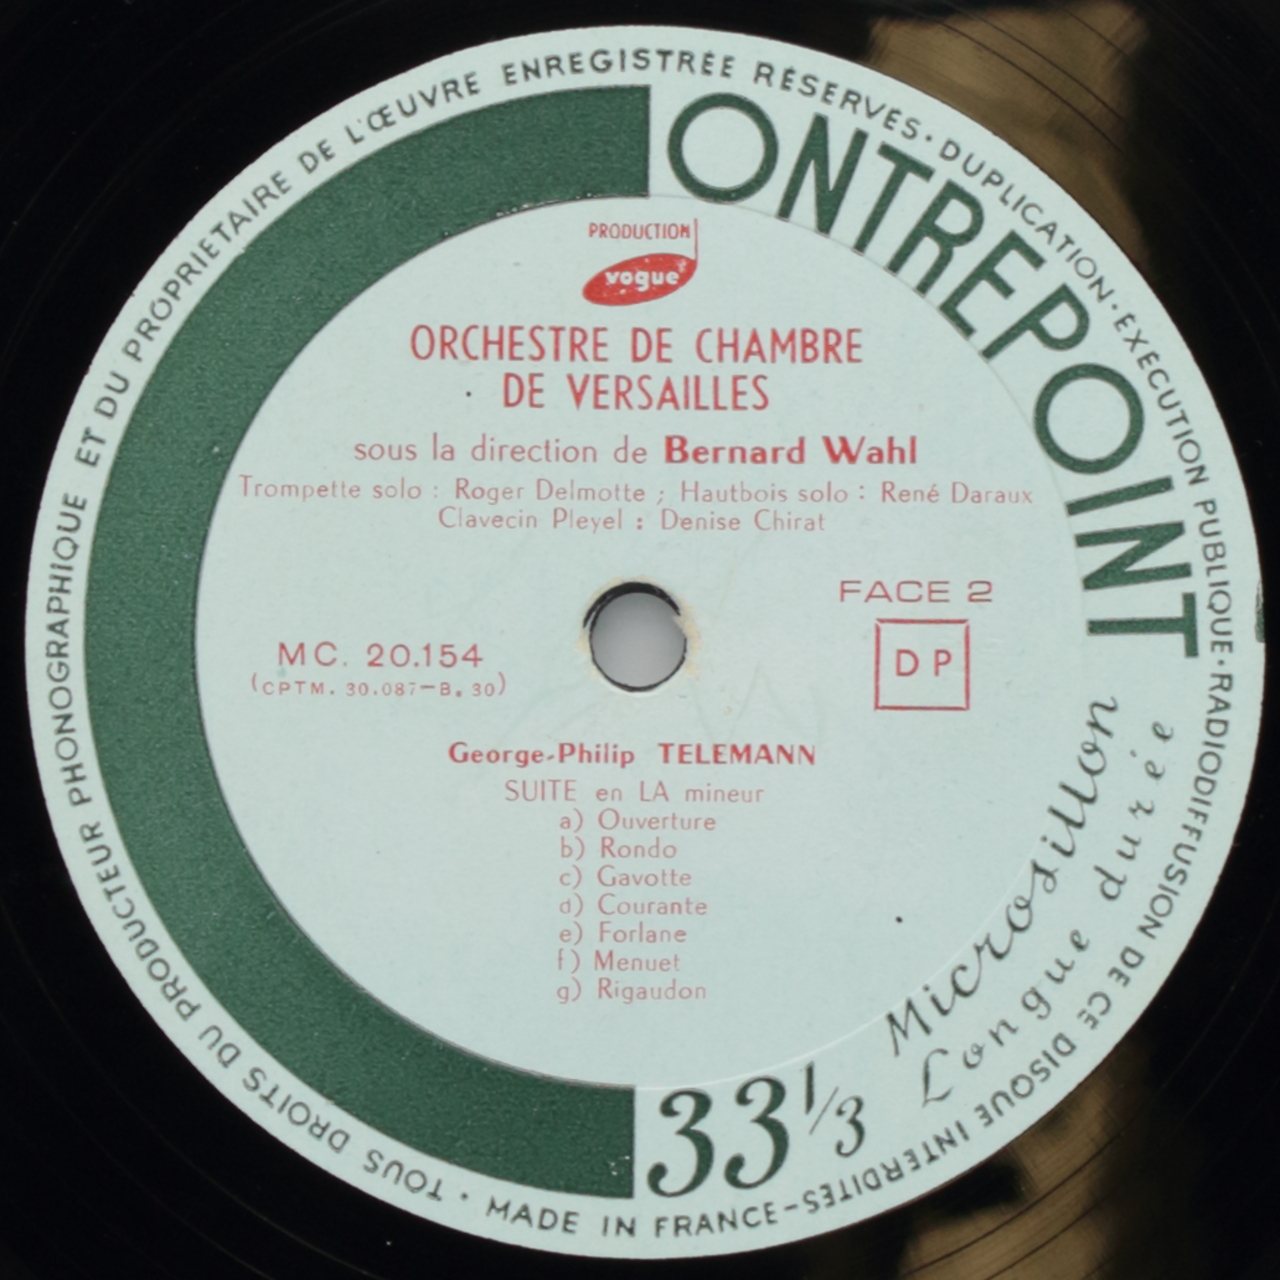 TOUS DROITS DU PRODUCTEUR PHONOGRAPHIQUE ET DU PROPRIÉTAIRE DE L'ŒUVRE ENREGISTRÉE RÉSERVÉS · DUPLICATION · EXÉCUTION PUBLIQUE · RADIODIFFUSION DE CE DISQUE INTERDITES - MADE IN FRANCE ·
CONTREPOINT
PRODUCTION
vogue
ORCHESTRE DE CHAMBRE
DE VERSAILLES
sous la direction de Bernard Wahl
Trompette solo : Roger Delmotte ; Hautbois solo : René Daraux
Clavecin Pleyel : Denise Chirat
FACE 2
MC. 20.154
DP
(CPTM. 30.087-B. 30)
George-Philip TELEMANN
SUITE en LA mineur
a) Ouverture
b) Rondo
c) Gavotte
d) Courante
e) Forlane
f) Menuet
g) Rigaudon
33 1/3
Microsillon
Longue durée